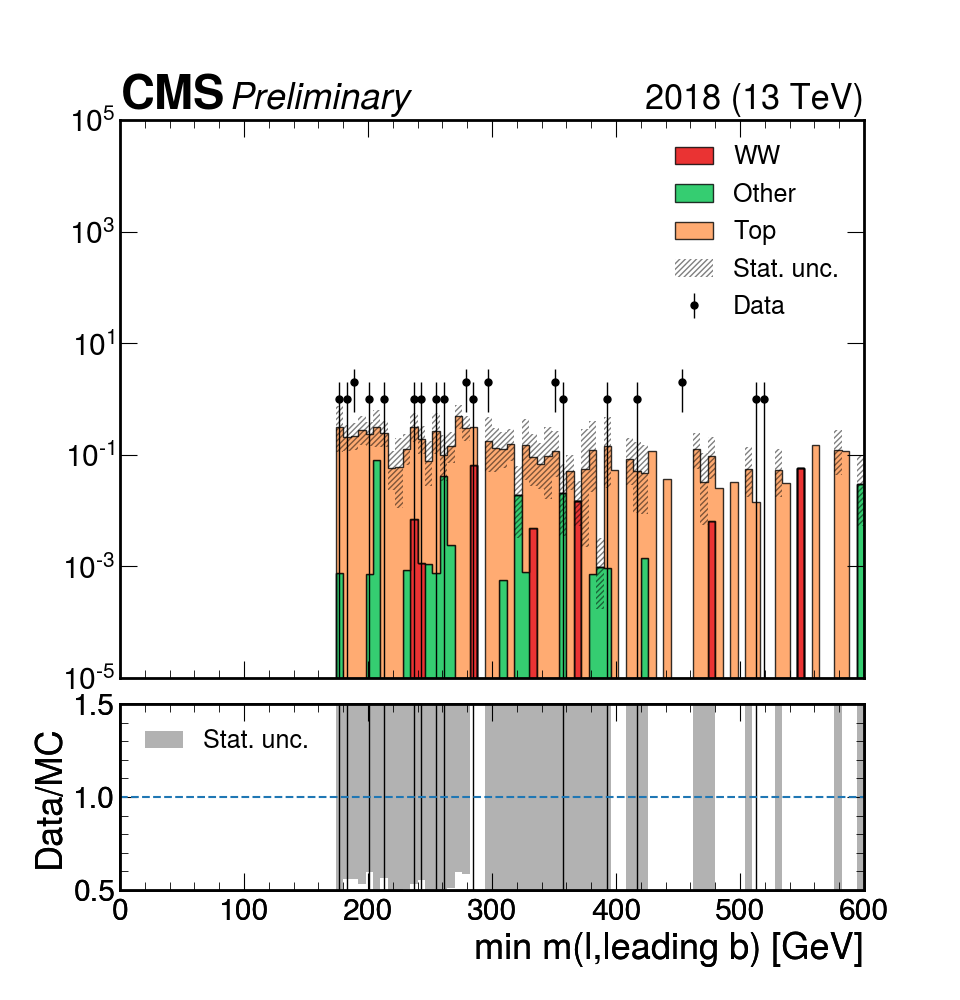 CMS Preliminary 2018 (13 TeV)
10^5
WW
Other
10^3
Top
Stat. unc.
Data
10^1
10^-1
10^-3
10^-5
1.5
Stat. unc.
Data/MC
1.0
0.5
0 100 200 300 400 500 600
min m(l,leading b) [GeV]